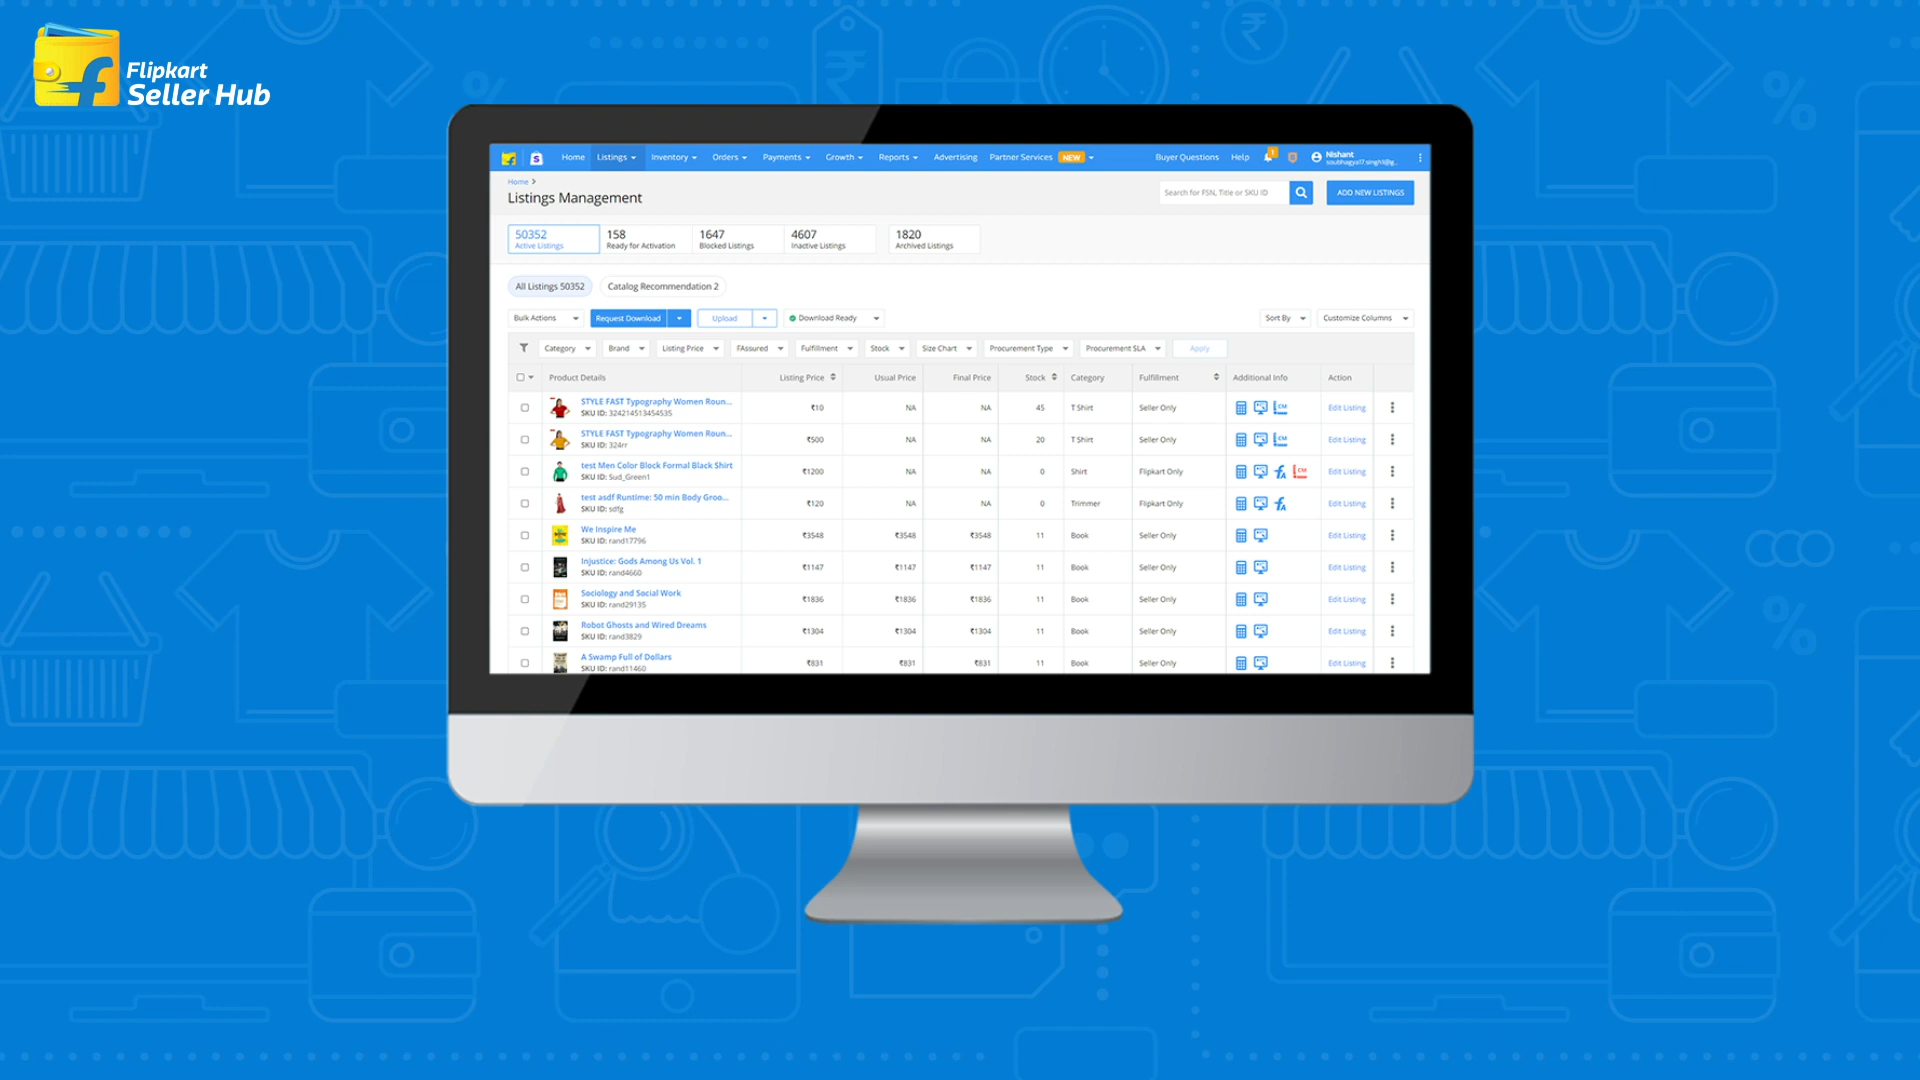 Flipkart
Seller Hub
Home Listings Inventory Orders Payments Growth Reports Advertising Partner Services NEW Buyer Questions Help 1 Nishant
Home
Listings Management
Search for FSN, Title or SKU ID
ADD NEW LISTINGS
50352 158 1647 4607 1820
Active Listings Ready for Activation Blocked Listings Inactive Listings Archived Listings
All Listings 50352 Catalog Recommendation 2
Bulk Actions Request Download Upload Download Ready Sort By Customize Columns
Category Brand Listing Price FAssured Fulfillment Stock Size Chart Procurement Type Procurement SLA Apply
Product Details Listing Price Usual Price Final Price Stock Category Fulfillment Additional Info Action
STYLE FAST Typography Women Roun...
SKU ID: 324214513454535
₹10 NA NA 45 T Shirt Seller Only CM Edit Listing
STYLE FAST Typography Women Roun...
SKU ID: 324rr
₹500 NA NA 20 T Shirt Seller Only CM Edit Listing
test Men Color Block Formal Black Shirt
SKU ID: Sud_Green1
₹1200 NA NA 0 Shirt Flipkart Only CM Edit Listing
test asdf Runtime: 50 min Body Groo...
SKU ID: sdfg
₹120 NA NA 0 Trimmer Flipkart Only Edit Listing
We Inspire Me
SKU ID: rand17796
₹3548 ₹3548 ₹3548 11 Book Seller Only Edit Listing
Injustice: Gods Among Us Vol. 1
SKU ID: rand4660
₹1147 ₹1147 ₹1147 11 Book Seller Only Edit Listing
Sociology and Social Work
SKU ID: rand29135
₹1836 ₹1836 ₹1836 11 Book Seller Only Edit Listing
Robot Ghosts and Wired Dreams
SKU ID: rand3829
₹1304 ₹1304 ₹1304 11 Book Seller Only Edit Listing
A Swamp Full of Dollars
SKU ID: rand11460
₹831 ₹831 ₹831 11 Book Seller Only Edit Listing